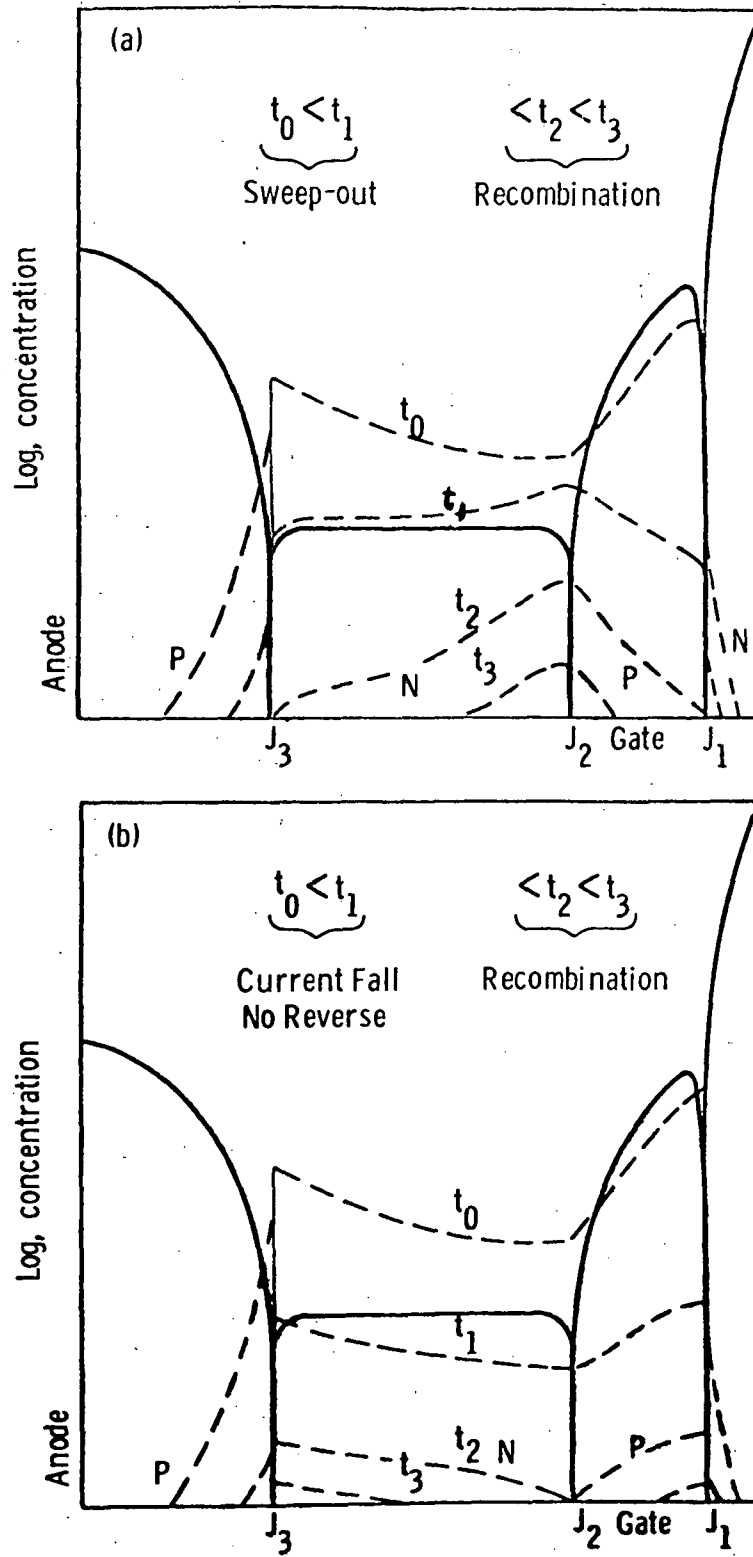 (a)
t0 < t1
< t2 < t3
Sweep-out
Recombination
Log, concentration
Anode
t0
t1
t2
t3
P
N
P
N
J3
J2 Gate J1
(b)
t0 < t1
< t2 < t3
Current Fall
No Reverse
Recombination
Log, concentration
Anode
t0
t1
t2 N
t3
P
P
J3
J2 Gate J1